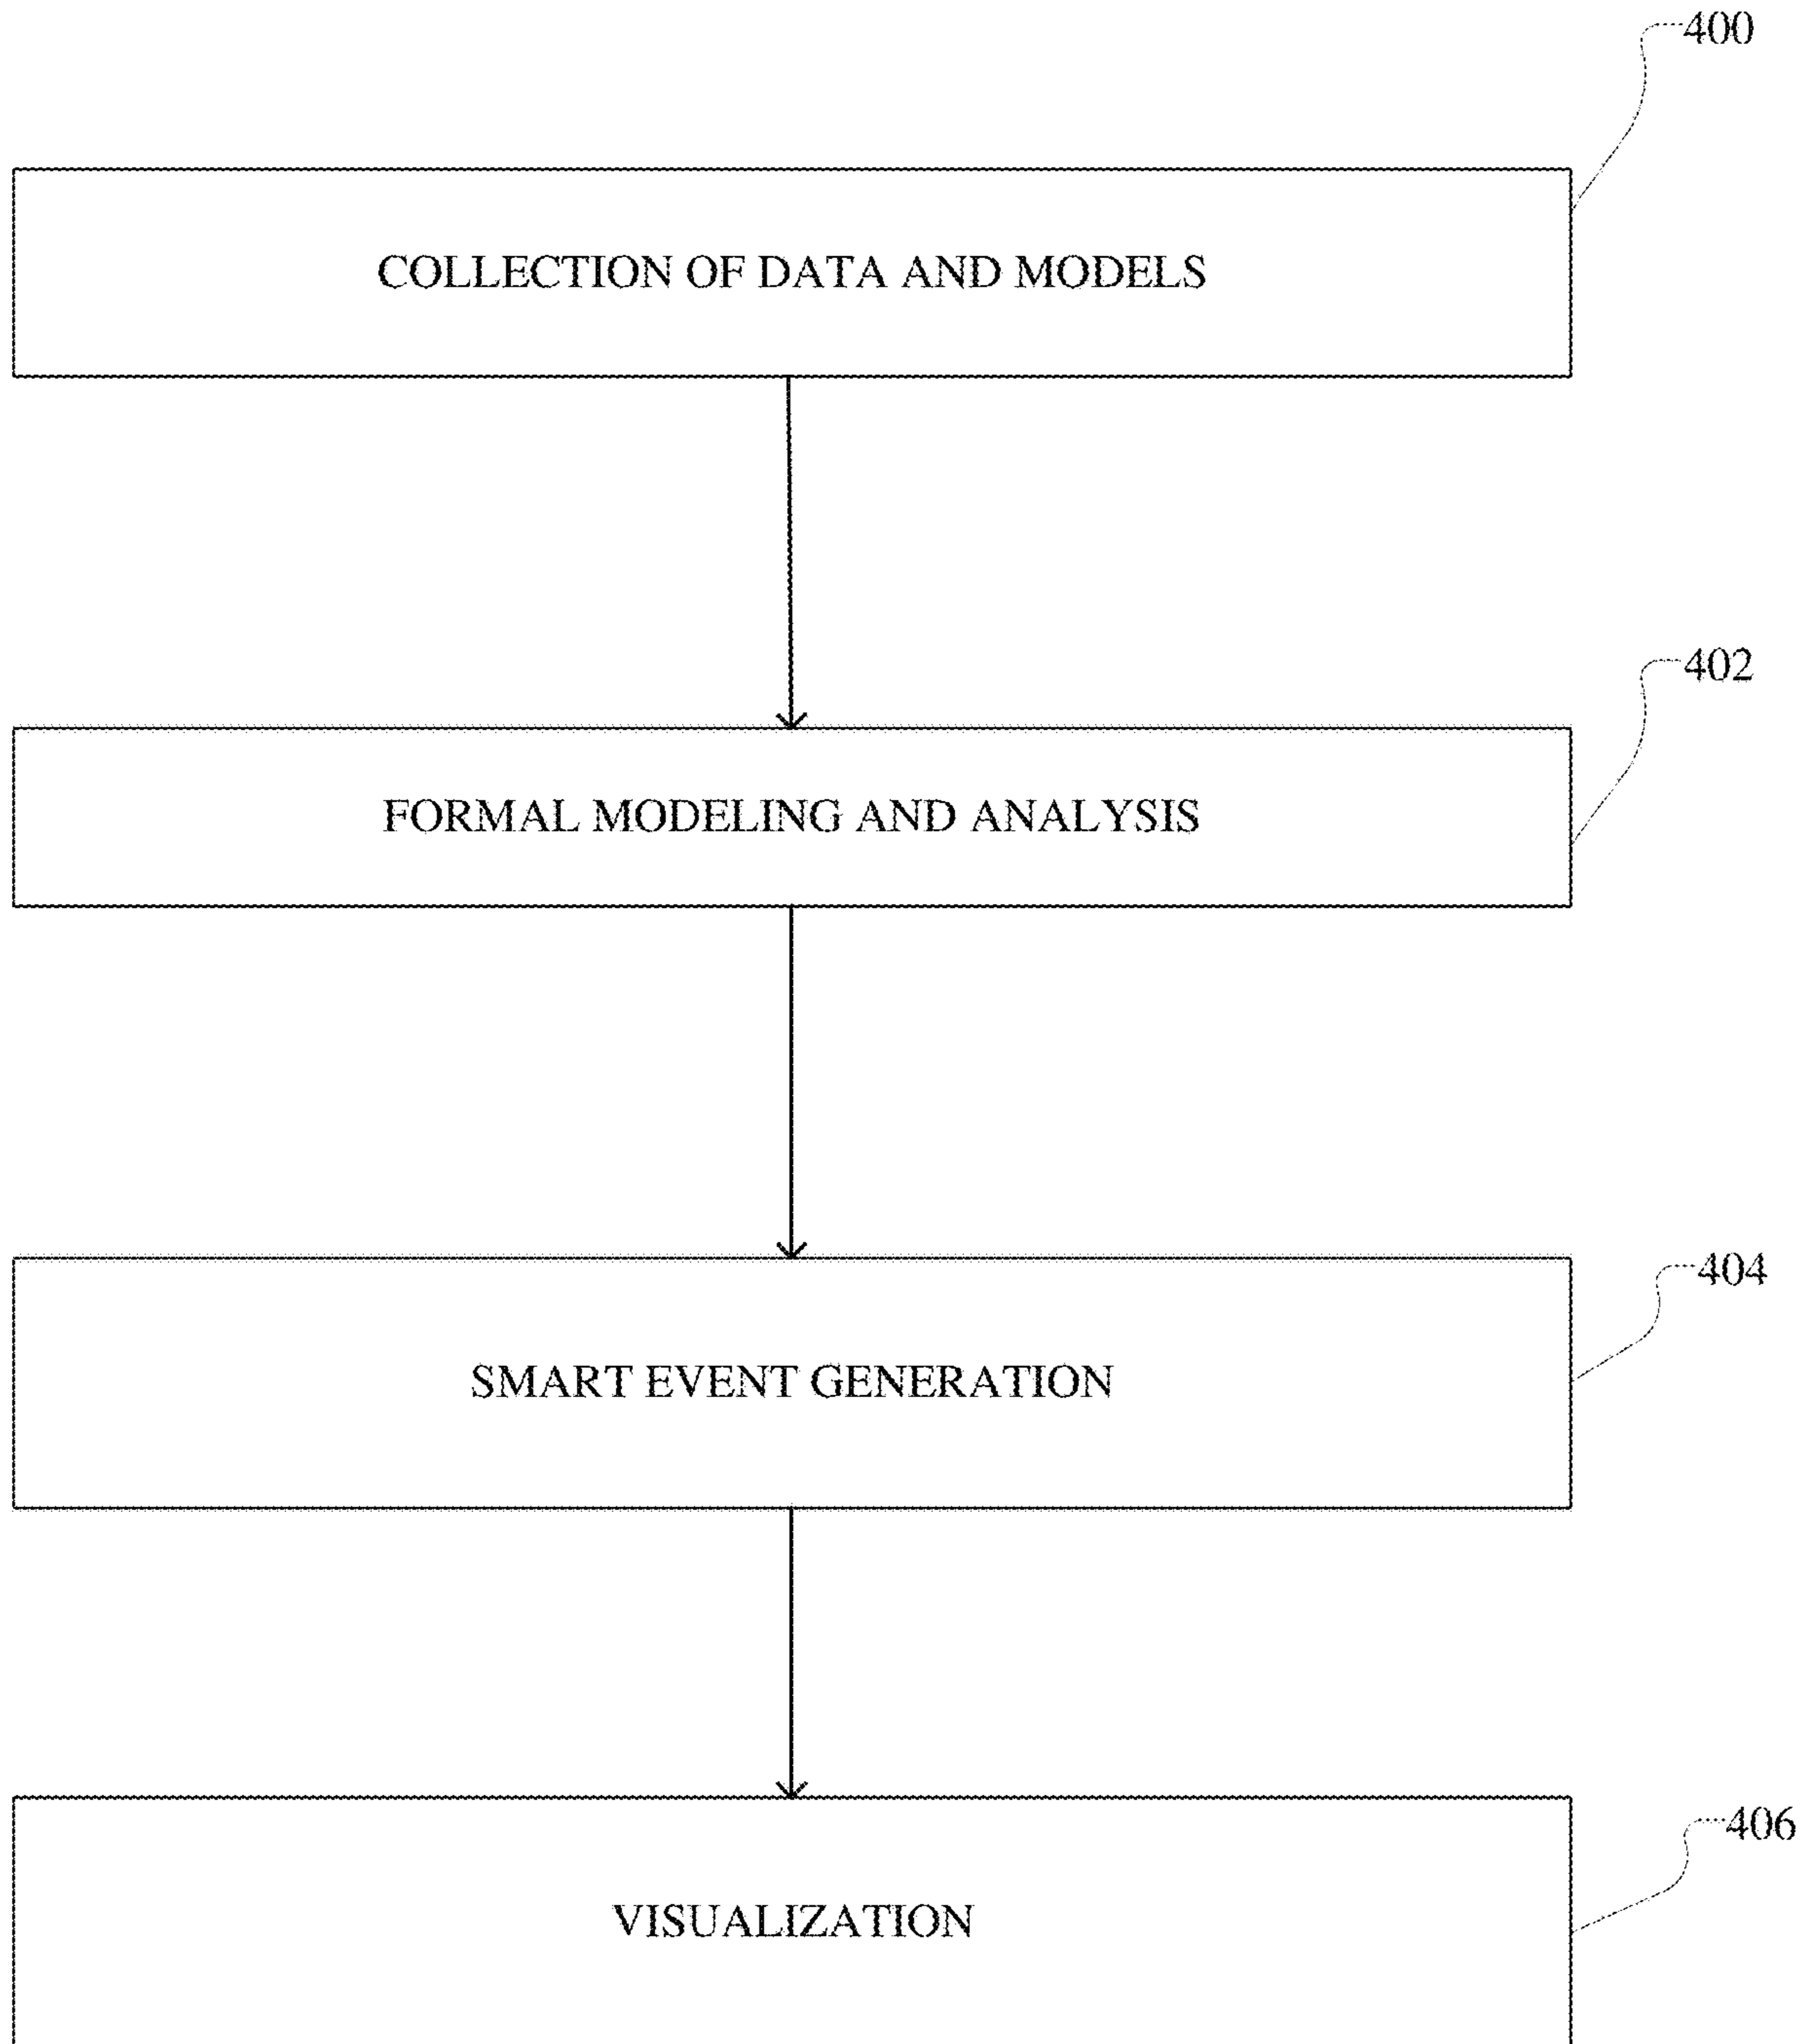 400
COLLECTION OF DATA AND MODELS
402
FORMAL MODELING AND ANALYSIS
404
SMART EVENT GENERATION
406
VISUALIZATION